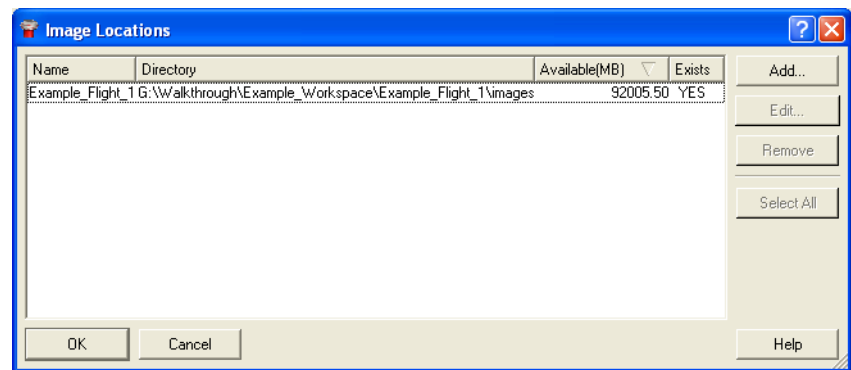 Image Locations
Name Directory Available(MB) Exists
Example_Flight_1 G:\Walkthrough\Example_Workspace\Example_Flight_1\images 92005.50 YES
Add...
Edit...
Remove
Select All
OK Cancel Help